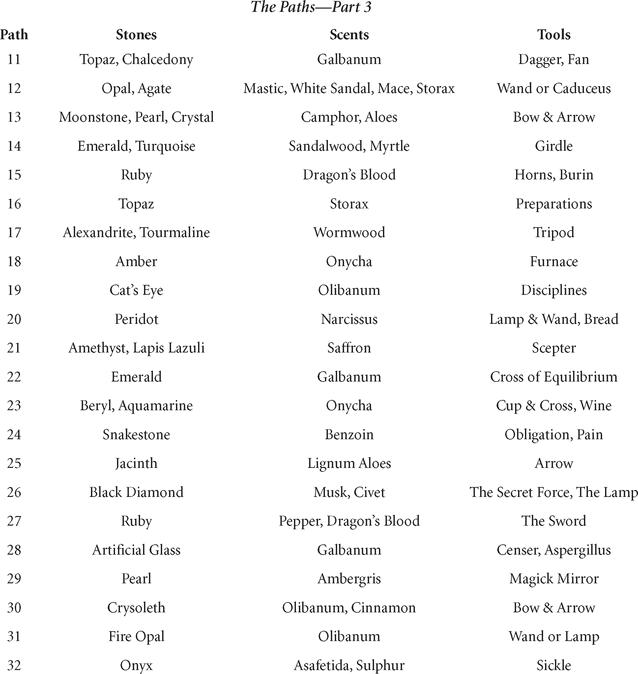 The Paths—Part 3
Path Stones Scents Tools
11 Topaz, Chalcedony Galbanum Dagger, Fan
12 Opal, Agate Mastic, White Sandal, Mace, Storax Wand or Caduceus
13 Moonstone, Pearl, Crystal Camphor, Aloes Bow & Arrow
14 Emerald, Turquoise Sandalwood, Myrtle Girdle
15 Ruby Dragon’s Blood Horns, Burin
16 Topaz Storax Preparations
17 Alexandrite, Tourmaline Wormwood Tripod
18 Amber Onycha Furnace
19 Cat’s Eye Olibanum Disciplines
20 Peridot Narcissus Lamp & Wand, Bread
21 Amethyst, Lapis Lazuli Saffron Scepter
22 Emerald Galbanum Cross of Equilibrium
23 Beryl, Aquamarine Onycha Cup & Cross, Wine
24 Snakestone Benzoin Obligation, Pain
25 Jacinth Lignum Aloes Arrow
26 Black Diamond Musk, Civet The Secret Force, The Lamp
27 Ruby Pepper, Dragon’s Blood The Sword
28 Artificial Glass Galbanum Censer, Aspergillus
29 Pearl Ambergris Magick Mirror
30 Crysoleth Olibanum, Cinnamon Bow & Arrow
31 Fire Opal Olibanum Wand or Lamp
32 Onyx Asafetida, Sulphur Sickle